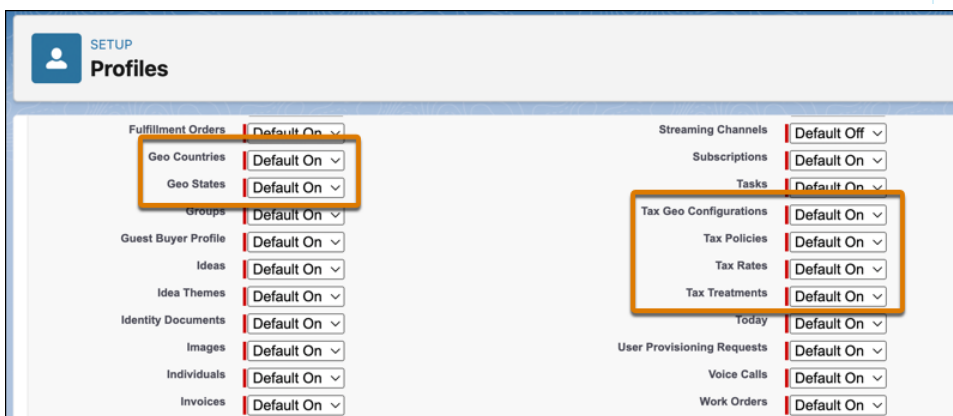 SETUP
Profiles
Fulfillment Orders Default On
Streaming Channels Default Off
Geo Countries Default On
Subscriptions Default On
Geo States Default On
Tasks Default On
Groups Default On
Tax Geo Configurations Default On
Guest Buyer Profile Default On
Tax Policies Default On
Ideas Default On
Tax Rates Default On
Idea Themes Default On
Tax Treatments Default On
Identity Documents Default On
Today Default On
Images Default On
User Provisioning Requests Default On
Individuals Default On
Voice Calls Default On
Invoices Default On
Work Orders Default On